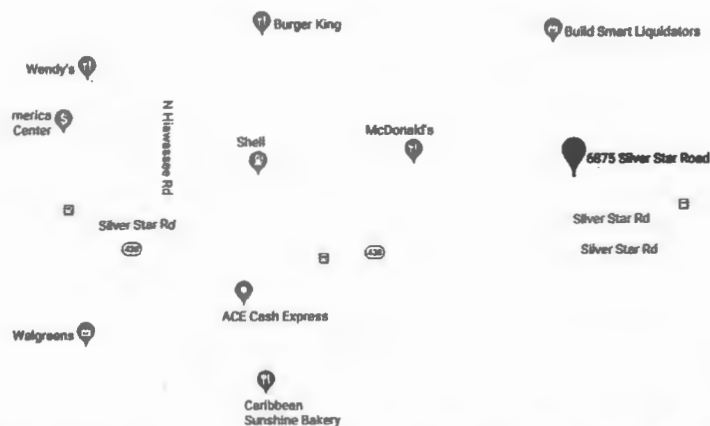 Burger King
Build Smart Liquidators
Wendy's
merica
Center
N Hiawassee Rd
Shell
McDonald's
6875 Silver Star Road
Silver Star Rd
Silver Star Rd
Silver Star Rd
438
438
ACE Cash Express
Walgreens
Caribbean
Sunshine Bakery